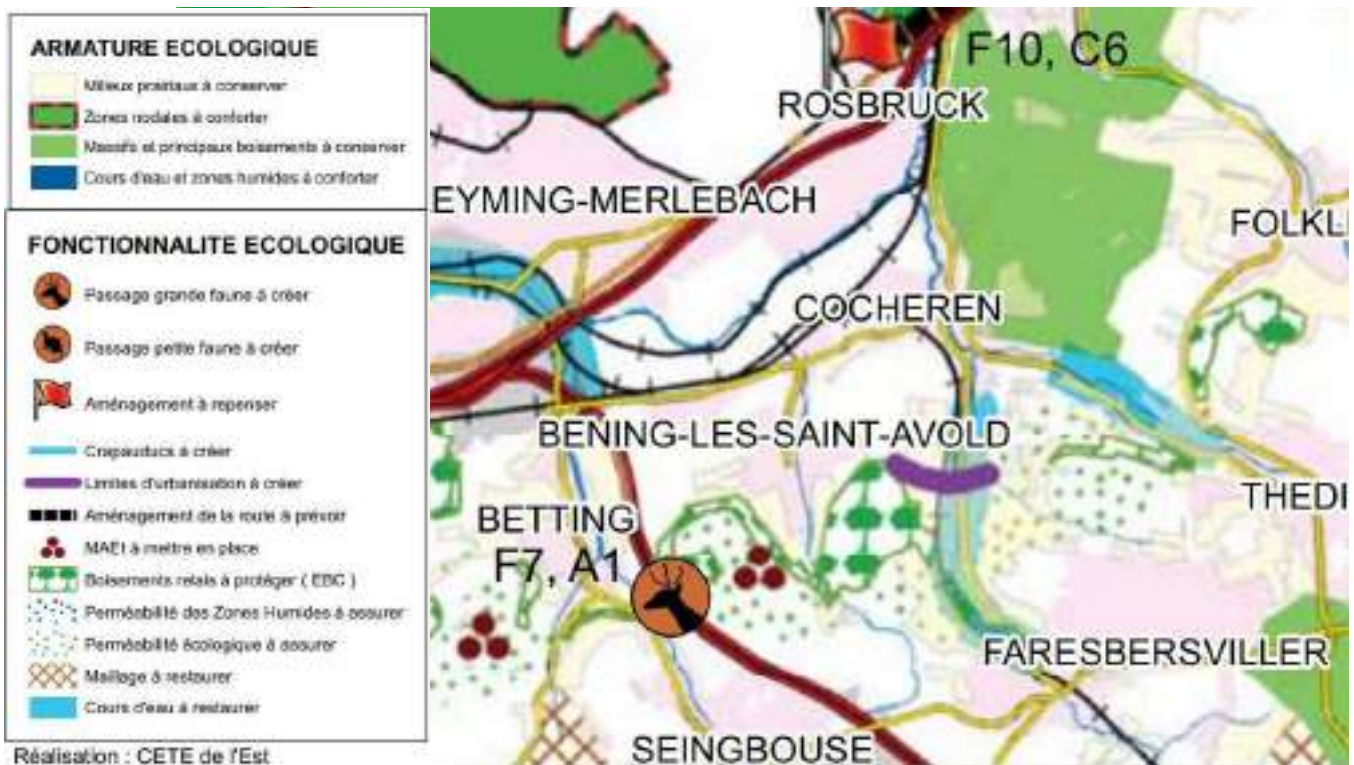 ARMATURE ECOLOGIQUE
Milieux prairiaux à conserver
Zones nodales à conforter
Massifs et principaux boisements à conserver
Cours d'eau et zones humides à conforter
FONCTIONNALITE ECOLOGIQUE
Passage grande faune à créer
Passage petite faune à créer
Aménagement à repenser
Crapauducs à créer
Limites d'urbanisation à créer
Aménagement de la route à prévoir
MAEt à mettre en place
Boisements relais à protéger ( EBC )
Perméabilité des Zones Humides à assurer
Perméabilité écologique à assurer
Maillage à restaurer
Cours d'eau à restaurer
Réalisation : CETE de l'Est
F10, C6
ROSBRUCK
EYMING-MERLEBACH
FOLKLI
COCHEREN
BENING-LES-SAINT-AVOLD
THEDI
BETTING
F7, A1
FARESBERSVILLER
SEINGBOUSE